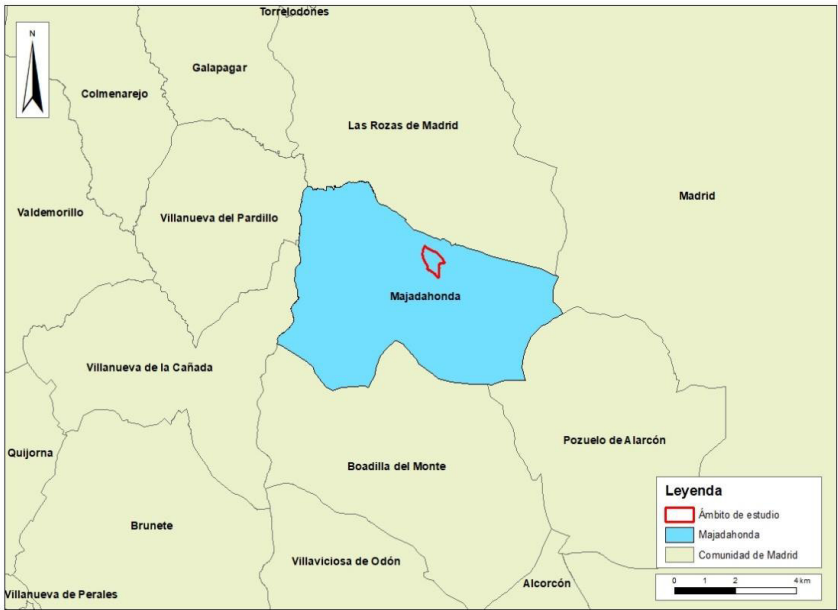 Torrelodones
N
Galapagar
Colmenarejo
Las Rozas de Madrid
Madrid
Valdemorillo
Villanueva del Pardillo
Majadahonda
Villanueva de la Cañada
Pozuelo de Alarcón
Quijorna
Boadilla del Monte
Brunete
Villaviciosa de Odón
Alcorcón
Villanueva de Perales
Leyenda
Ámbito de estudio
Majadahonda
Comunidad de Madrid
0 1 2 4 km